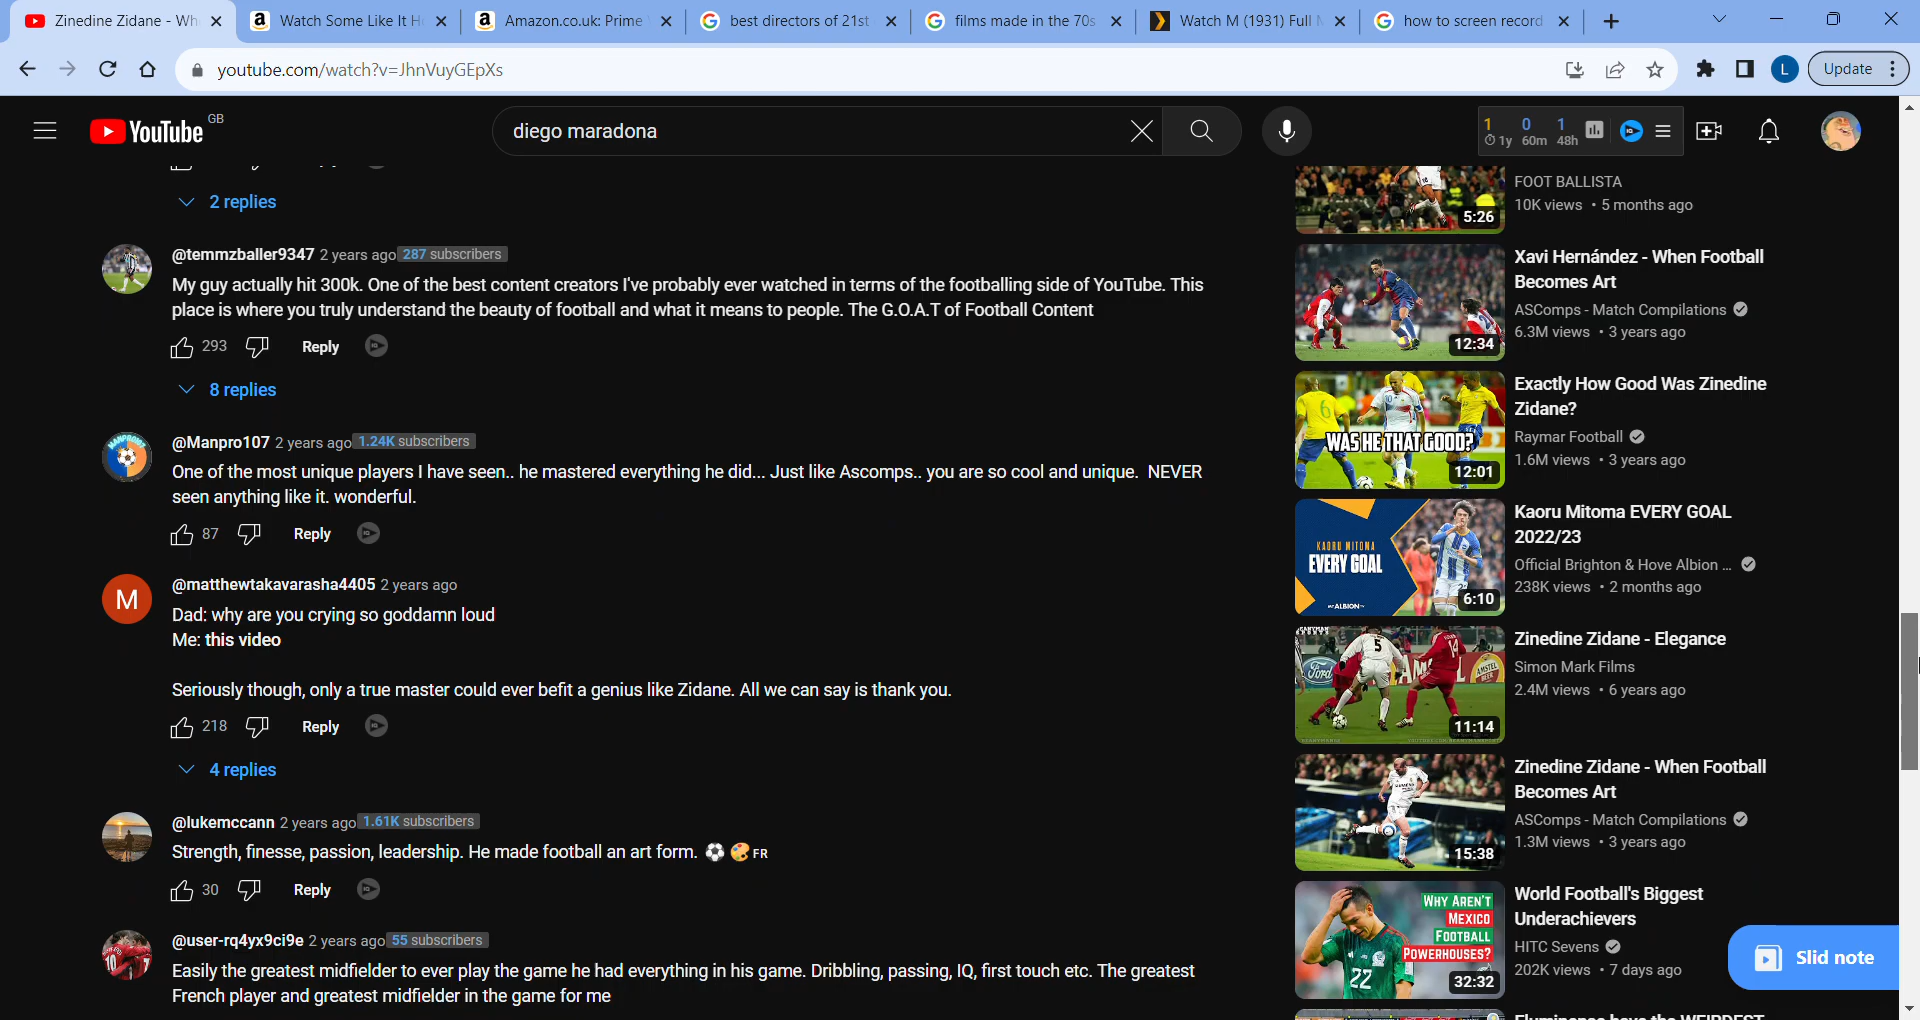 Zinedine Zidane - Wh
Watch Some Like It H
Amazon.co.uk: Prime
best directors of 21st
films made in the 70s
Watch M (1931) Full
how to screen record
youtube.com/watch?v=JhnVuyGEpXs
L
Update
YouTube GB
diego maradona
1 0 1
1y 60m 48h
2 replies
@temmzballer9347 2 years ago 287 subscribers
My guy actually hit 300k. One of the best content creators I've probably ever watched in terms of the footballing side of YouTube. This
place is where you truly understand the beauty of football and what it means to people. The G.O.A.T of Football Content
293 Reply
8 replies
@Manpro107 2 years ago 1.24K subscribers
One of the most unique players I have seen.. he mastered everything he did... Just like Ascomps.. you are so cool and unique. NEVER
seen anything like it. wonderful.
87 Reply
M
@matthewtakavarasha4405 2 years ago
Dad: why are you crying so goddamn loud
Me: this video
Seriously though, only a true master could ever befit a genius like Zidane. All we can say is thank you.
218 Reply
4 replies
@lukemccann 2 years ago 1.61K subscribers
Strength, finesse, passion, leadership. He made football an art form. ⚽ 🎨 FR
30 Reply
@user-rq4yx9ci9e 2 years ago 55 subscribers
Easily the greatest midfielder to ever play the game he had everything in his game. Dribbling, passing, IQ, first touch etc. The greatest
French player and greatest midfielder in the game for me
5:26
FOOT BALLISTA
10K views • 5 months ago
12:34
Xavi Hernández - When Football
Becomes Art
ASComps - Match Compilations
6.3M views • 3 years ago
WAS HE THAT GOOD?
12:01
Exactly How Good Was Zinedine
Zidane?
Raymar Football
1.6M views • 3 years ago
KAORU MITOMA
EVERY GOAL
6:10
Kaoru Mitoma EVERY GOAL
2022/23
Official Brighton & Hove Albion ...
238K views • 2 months ago
5
14
Ford
AMSTEL
11:14
Zinedine Zidane - Elegance
Simon Mark Films
2.4M views • 6 years ago
15:38
Zinedine Zidane - When Football
Becomes Art
ASComps - Match Compilations
1.3M views • 3 years ago
WHY AREN'T
MEXICO
FOOTBALL
POWERHOUSES?
22
32:32
World Football's Biggest
Underachievers
HITC Sevens
202K views • 7 days ago
Slid note